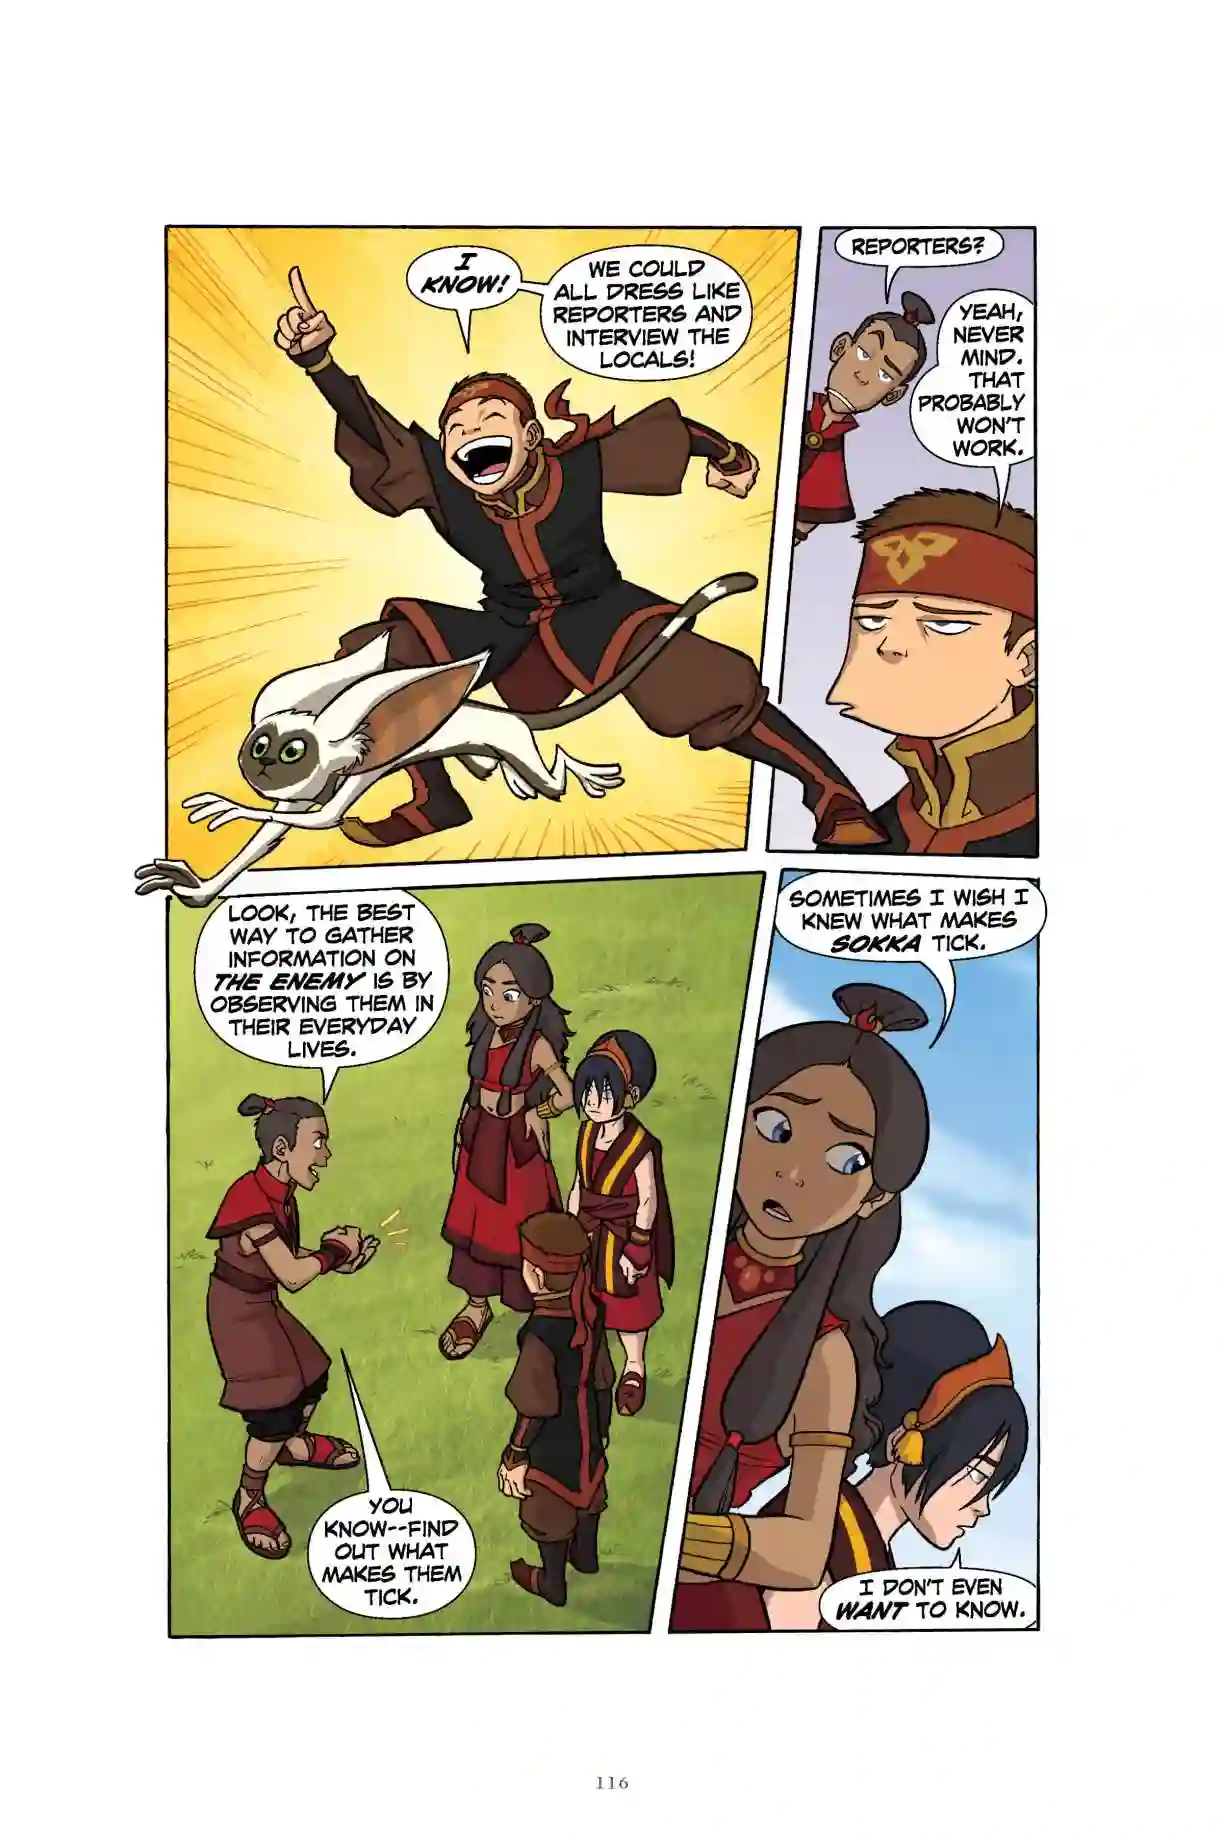 I
KNOW!
WE COULD
ALL DRESS LIKE
REPORTERS AND
INTERVIEW THE
LOCALS!
REPORTERS?
YEAH,
NEVER
MIND.
THAT
PROBABLY
WON'T
WORK.
LOOK, THE BEST
WAY TO GATHER
INFORMATION ON
THE ENEMY IS BY
OBSERVING THEM IN
THEIR EVERYDAY
LIVES.
YOU
KNOW--FIND
OUT WHAT
MAKES THEM
TICK.
SOMETIMES I WISH I
KNEW WHAT MAKES
SOKKA TICK.
I DON'T EVEN
WANT TO KNOW.
116